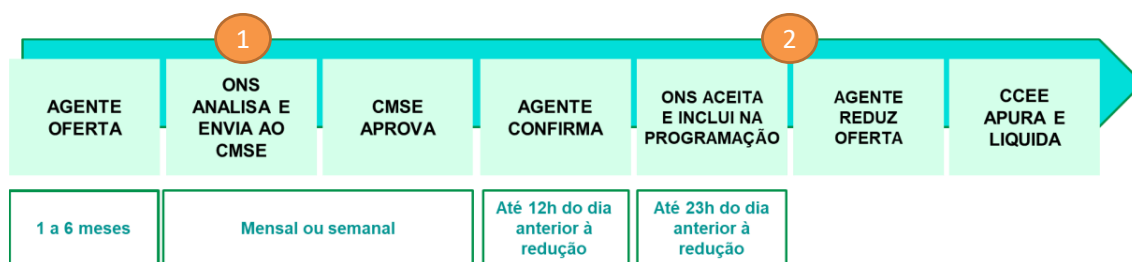 1
2
AGENTE
OFERTA
ONS
ANALISA E
ENVIA AO
CMSE
CMSE
APROVA
AGENTE
CONFIRMA
ONS ACEITA
E INCLUI NA
PROGRAMAÇÃO
AGENTE
REDUZ
OFERTA
CCEE
APURA E
LIQUIDA
1 a 6 meses
Mensal ou semanal
Até 12h do dia
anterior à
redução
Até 23h do dia
anterior à
redução